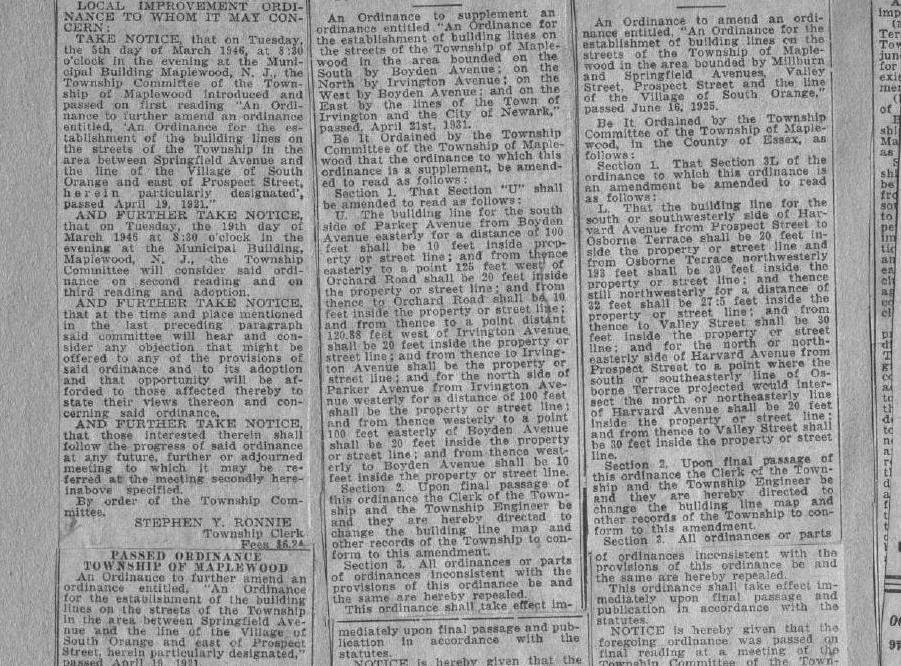 LOCAL IMPROVEMENT ORDI-
NANCE TO WHOM IT MAY CON-
CERN:
TAKE NOTICE, that on Tuesday,
the 5th day of March 1946, at 8:30
o'clock in the evening at the Muni-
cipal Building Maplewood, N. J., the
Township Committee of the Town-
ship of Maplewood introduced and
passed on first reading "An Ordi-
nance to further amend an ordinance
entitled, 'An Ordinance for the es-
tablishment of the building lines on
the streets of the Township in the
area between Springfield Avenue and
the line of the Village of South
Orange and east of Prospect Street,
herein particularly designated',
passed April 19, 1921."
AND FURTHER TAKE NOTICE,
that on Tuesday, the 19th day of
March 1946 at 8:30 o'clock in the
evening at the Municipal Building,
Maplewood, N. J., the Township
Committee will consider said ordi-
nance on second reading and on
third reading and adoption.
AND FURTHER TAKE NOTICE,
that at the time and place mentioned
in the last preceding paragraph
said committee will hear and con-
sider any objection that might be
offered to any of the provisions of
said ordinance and to its adoption
and that opportunity will be af-
forded to those affected thereby to
state their views thereon and con-
cerning said ordinance.
AND FURTHER TAKE NOTICE,
that those interested therein shall
follow the progress of said ordinance
at any future, further or adjourned
meeting to which it may be re-
ferred at the meeting secondly here-
inabove specified.
By order of the Township Com-
mittee.
STEPHEN Y. RONNIE
Township Clerk
Fees $6.24
PASSED ORDINANCE
TOWNSHIP OF MAPLEWOOD
An Ordinance to further amend an
ordinance entitled, "An Ordinance
for the establishment of the building
lines on the streets of the Township
in the area between Springfield Ave-
nue and the line of the Village of
South Orange and east of Prospect
Street, herein particularly designated,"
passed April 19, 1921
An Ordinance to supplement an
ordinance entitled "An Ordinance for
the establishment of building lines on
the streets of the Township of Maple-
wood in the area bounded on the
South by Boyden Avenue; on the
North by Irvington Avenue; on the
West by Boyden Avenue; and on the
East by the lines of the Town of
Irvington and the City of Newark,"
passed, April 21st, 1931.
Be It Ordained by the Township
Committee of the Township of Maple-
wood that the ordinance to which this
ordinance is a supplement, be amend-
ed to read as follows:
Section 1. That Section "U" shall
be amended to read as follows:
U. The building line for the south
side of Parker Avenue from Boyden
Avenue easterly for a distance of 100
feet shall be 10 feet inside prop-
erty or street line; and from thence
easterly to a point 125 feet west of
Orchard Road shall be 20 feet inside
the property or street line; and from
thence to Orchard Road shall be 10
feet inside the property or street line;
and from thence to a point distant
120.88 feet west of Irvington Avenue
shall be 20 feet inside the property or
street line; and from thence to Irving-
ton Avenue shall be the property or
street line; and for the north side of
Parker Avenue from Irvington Ave-
nue westerly for a distance of 100 feet
shall be the property or street line;
and from thence westerly to a point
100 feet easterly of Boyden Avenue
shall be 20 feet inside the property
or street line; and from thence west-
erly to Boyden Avenue shall be 10
feet inside the property or street line.
Section 2. Upon final passage of
this ordinance the Clerk of the Town-
ship and the Township Engineer be
and they are hereby directed to
change the building line map and
other records of the Township to con-
form to this amendment.
Section 3. All ordinances or parts
of ordinances inconsistent with the
provisions of this ordinance be and
the same are hereby repealed.
This ordinance shall take effect im-
mediately upon final passage and pub-
lication in accordance with the
statutes.
NOTICE is hereby given that the
An Ordinance to amend an ordi-
nance entitled, "An Ordinance for the
establishment of building lines on the
streets of the Township of Maple-
wood in the area bounded by Millburn
and Springfield Avenues, Valley
Street, Prospect Street and the line
of the Village of South Orange,"
passed June 16, 1925.
Be It Ordained by the Township
Committee of the Township of Maple-
wood, in the County of Essex, as
follows:
Section 1. That Section 3L of the
ordinance to which this ordinance is
an amendment be amended to read
as follows:
L. That the building line for the
south or southwesterly side of Har-
vard Avenue from Prospect Street to
Osborne Terrace shall be 20 feet in-
side the property or street line and
from Osborne Terrace northwesterly
193 feet shall be 20 feet inside the
property or street line; and thence
still northwesterly for a distance of
32 feet shall be 27.5 feet inside the
property or street line; and from
thence to Valley Street shall be 30
feet inside the property or street
line; and for the north or north-
easterly side of Harvard Avenue from
Prospect Street to a point where the
south or southeasterly line of Os-
borne Terrace projected would inter-
sect the north or northeasterly line
of Harvard Avenue shall be 20 feet
inside the property or street line;
and from thence to Valley Street shall
be 30 feet inside the property or street
line.
Section 2. Upon final passage of
this ordinance the Clerk of the Town-
ship and the Township Engineer be
and they are hereby directed to
change the building line map and
other records of the Township to con-
form to this amendment.
Section 3. All ordinances or parts
of ordinances inconsistent with the
provisions of this ordinance be and
the same are hereby repealed.
This ordinance shall take effect im-
mediately upon final passage and
publication in accordance with the
statutes.
NOTICE is hereby given that the
foregoing ordinance was passed on
final reading at a meeting of the
Township Committee of the Town-